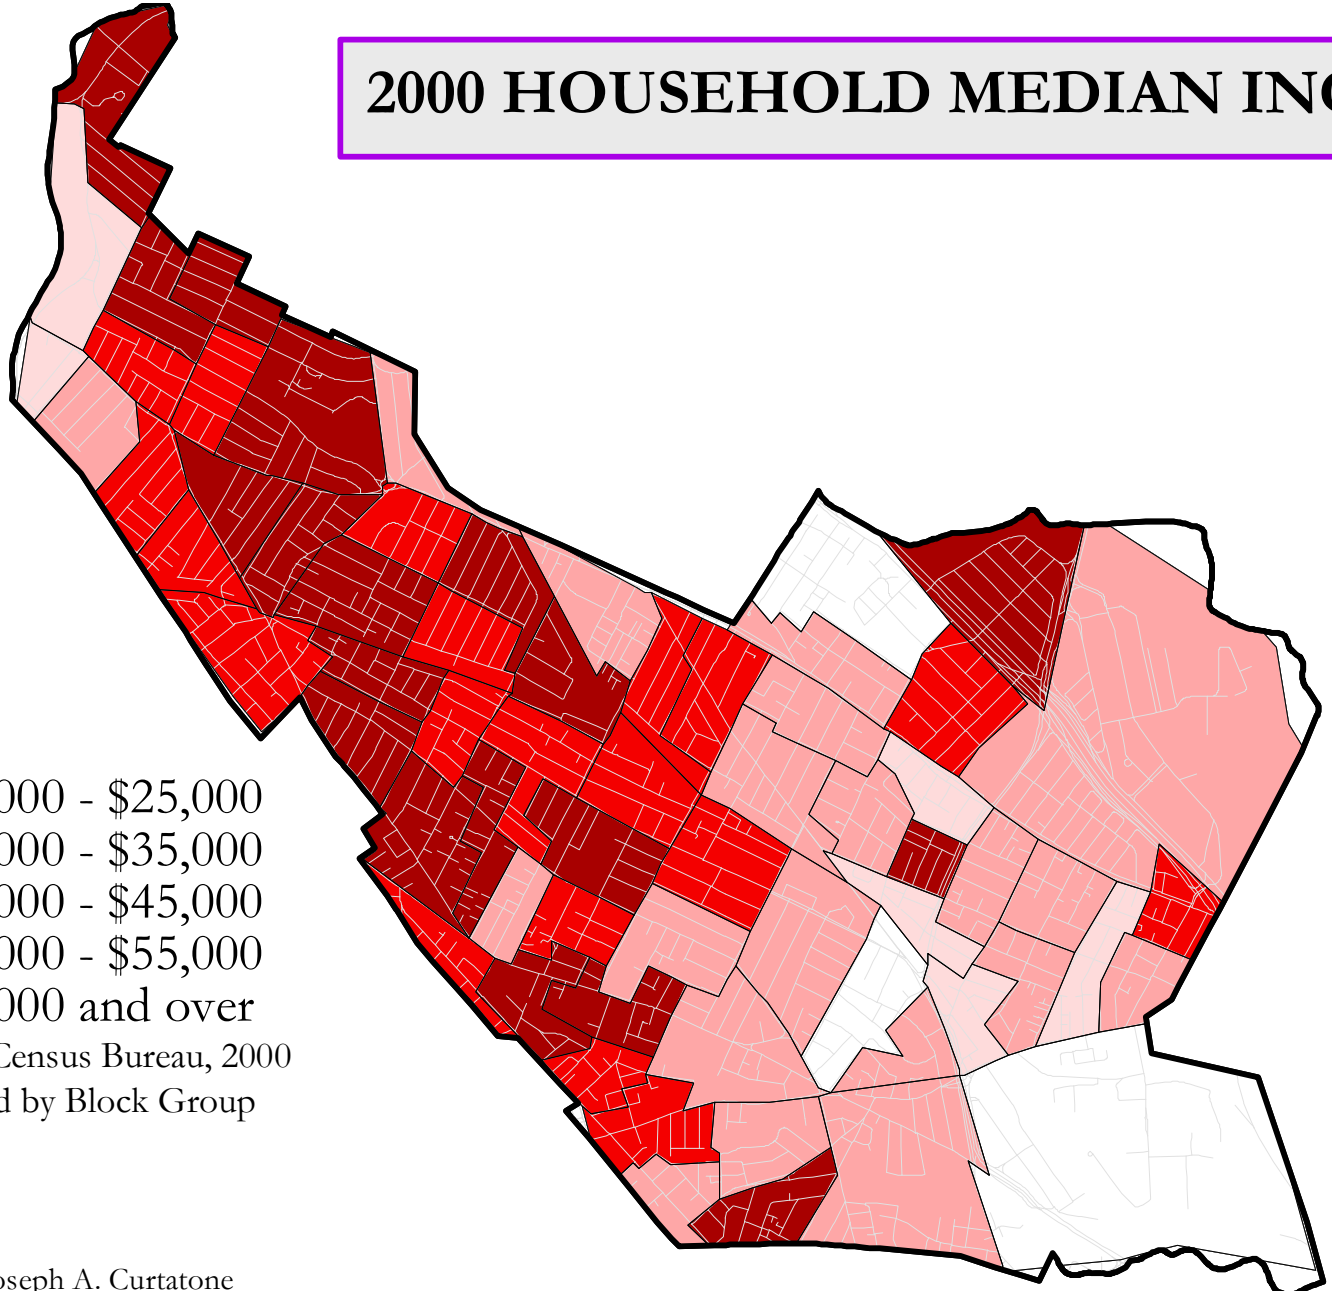 2000 HOUSEHOLD MEDIAN INC
000 - $25,000
000 - $35,000
000 - $45,000
000 - $55,000
000 and over
Census Bureau, 2000
d by Block Group
oseph A. Curtatone